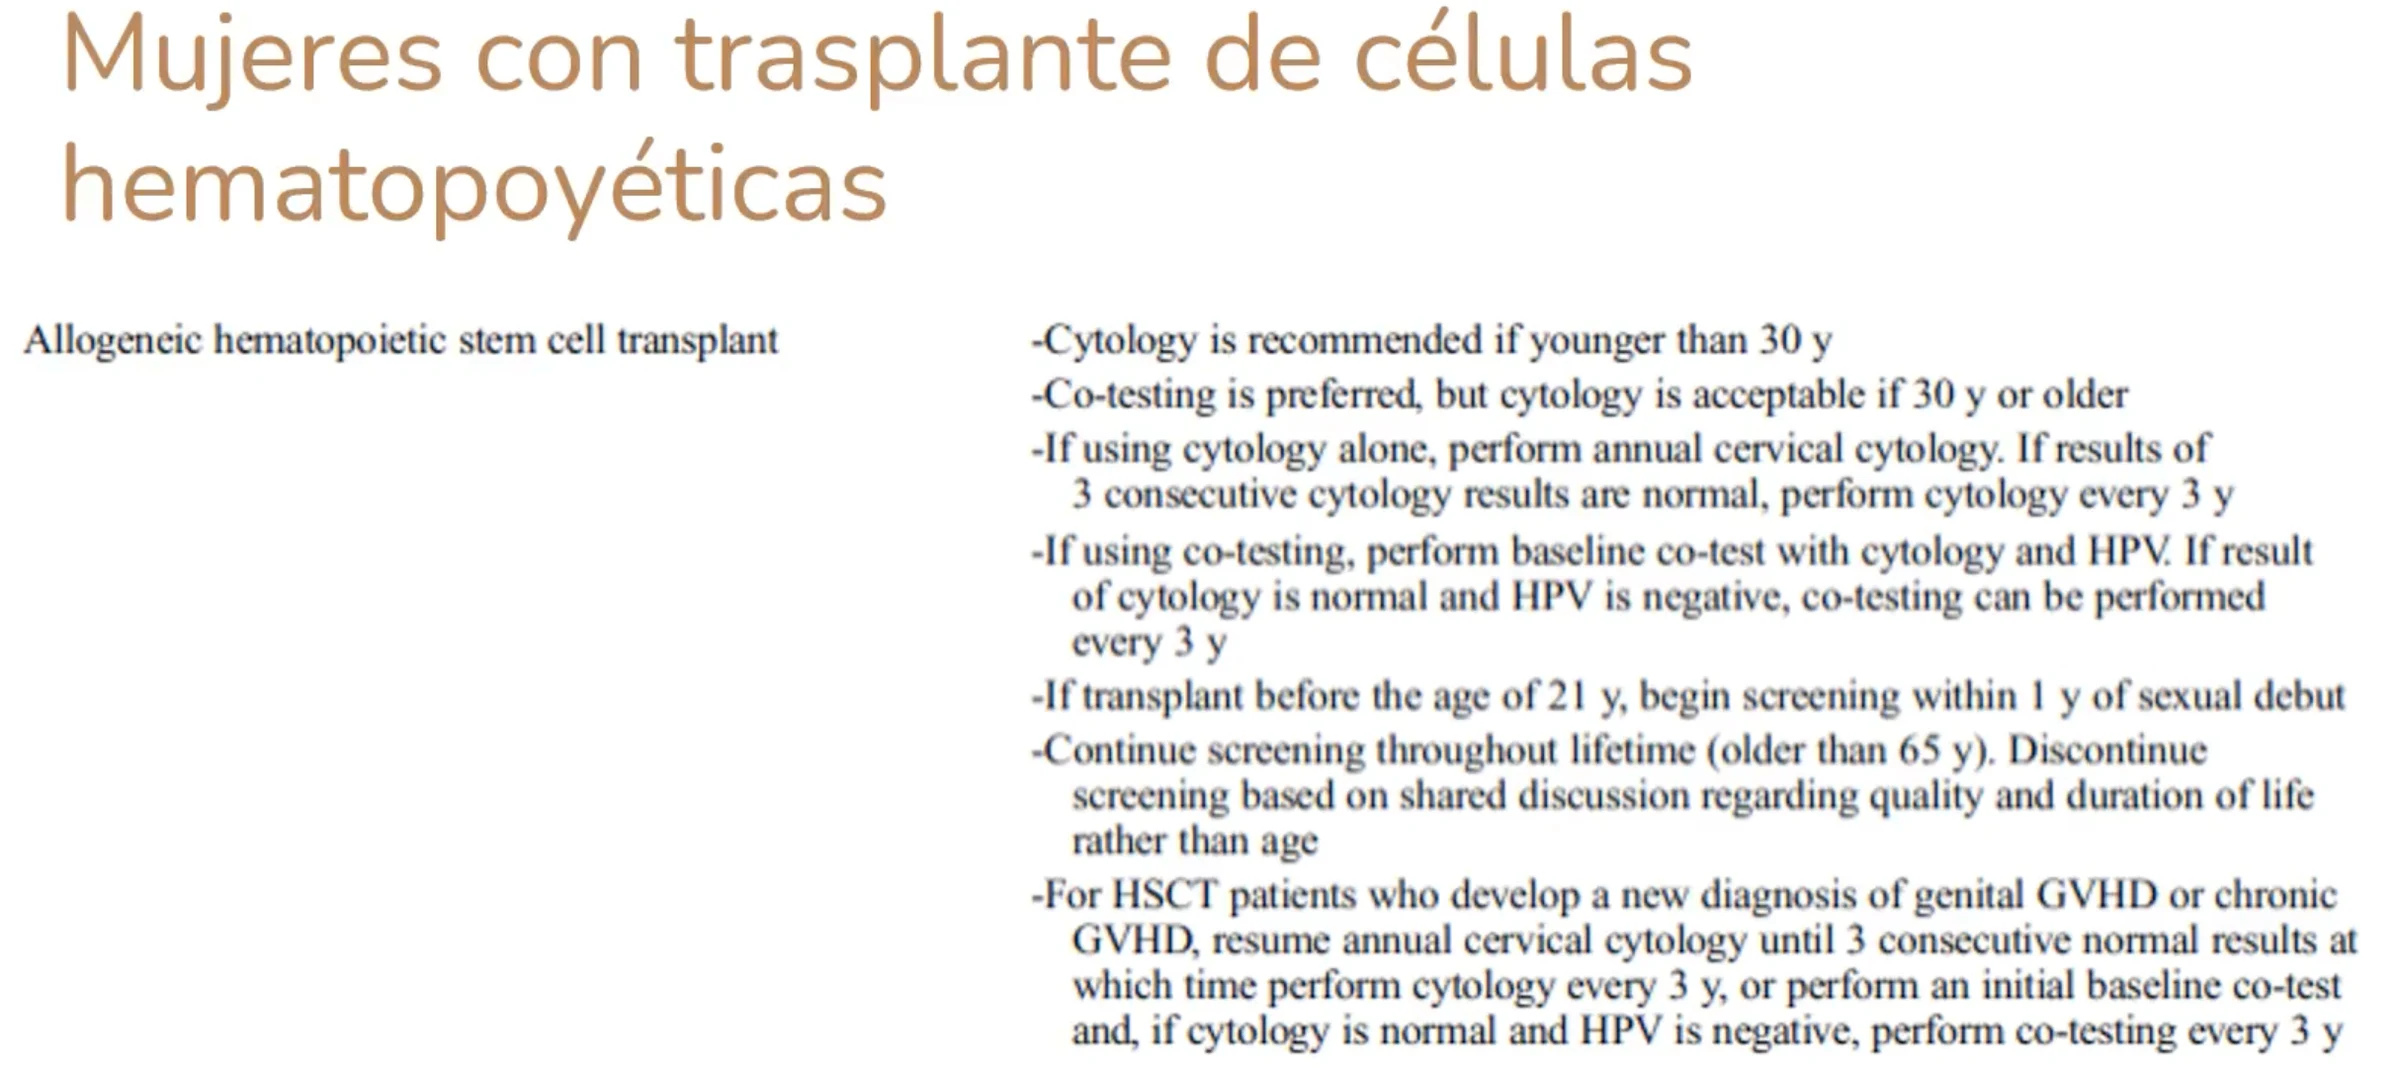 Mujeres con trasplante de células
hematopoyéticas
Allogeneic hematopoietic stem cell transplant
-Cytology is recommended if younger than 30 y
-Co-testing is preferred, but cytology is acceptable if 30 y or older
-If using cytology alone, perform annual cervical cytology. If results of
3 consecutive cytology results are normal, perform cytology every 3 y
-If using co-testing, perform baseline co-test with cytology and HPV. If result
of cytology is normal and HPV is negative, co-testing can be performed
every 3 y
-If transplant before the age of 21 y, begin screening within 1 y of sexual debut
-Continue screening throughout lifetime (older than 65 y). Discontinue
screening based on shared discussion regarding quality and duration of life
rather than age
-For HSCT patients who develop a new diagnosis of genital GVHD or chronic
GVHD, resume annual cervical cytology until 3 consecutive normal results at
which time perform cytology every 3 y, or perform an initial baseline co-test
and, if cytology is normal and HPV is negative, perform co-testing every 3 y